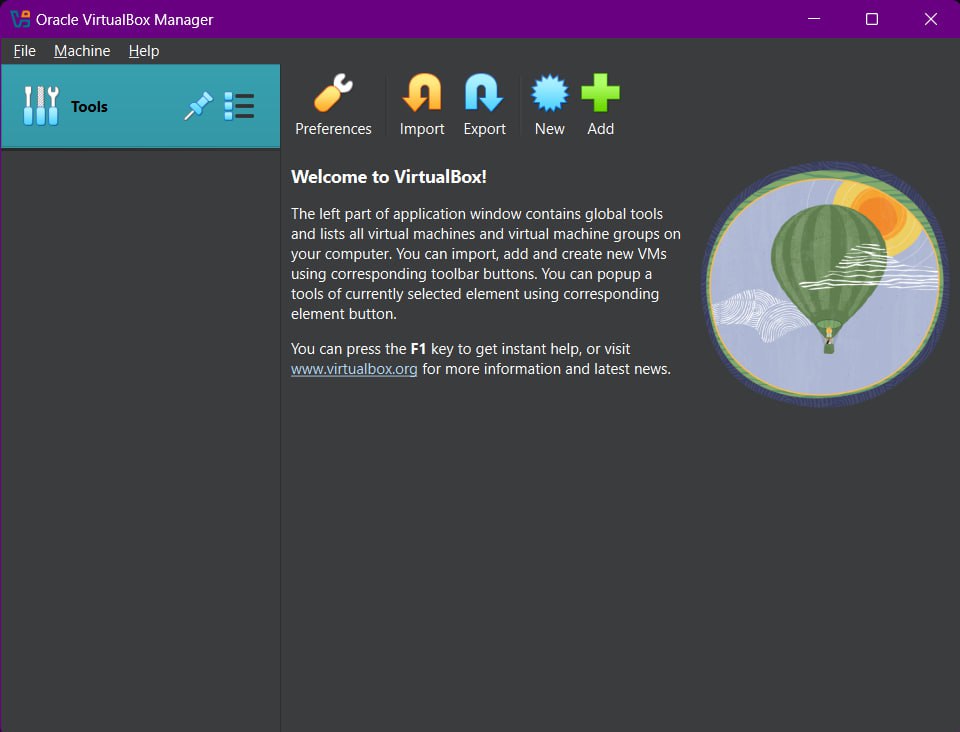 Oracle VirtualBox Manager
File Machine Help
Tools
Preferences Import Export New Add
Welcome to VirtualBox!
The left part of application window contains global tools
and lists all virtual machines and virtual machine groups on
your computer. You can import, add and create new VMs
using corresponding toolbar buttons. You can popup a
tools of currently selected element using corresponding
element button.
You can press the F1 key to get instant help, or visit
www.virtualbox.org for more information and latest news.